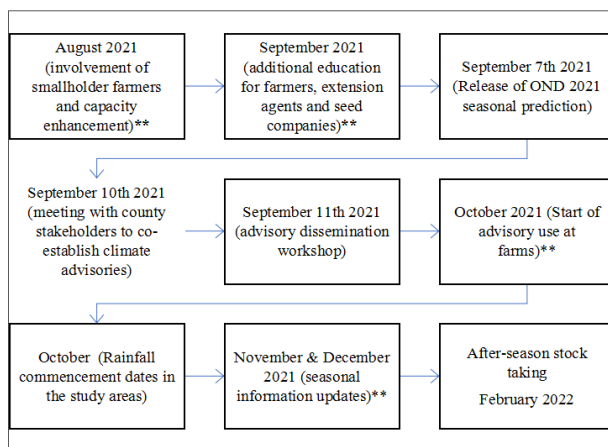 August 2021
(involvement of
smallholder farmers
and capacity
enhancement)**
September 2021
(additional education
for farmers, extension
agents and seed
companies)**
September 7th 2021
(Release of OND 2021
seasonal prediction)
September 10th 2021
(meeting with county
stakeholders to co-
establish climate
advisories)
September 11th 2021
(advisory dissemination
workshop)
October 2021 (Start of
advisory use at
farms)**
October (Rainfall
commencement dates in
the study areas)
November & December
2021 (seasonal
information updates)**
After-season stock
taking
February 2022